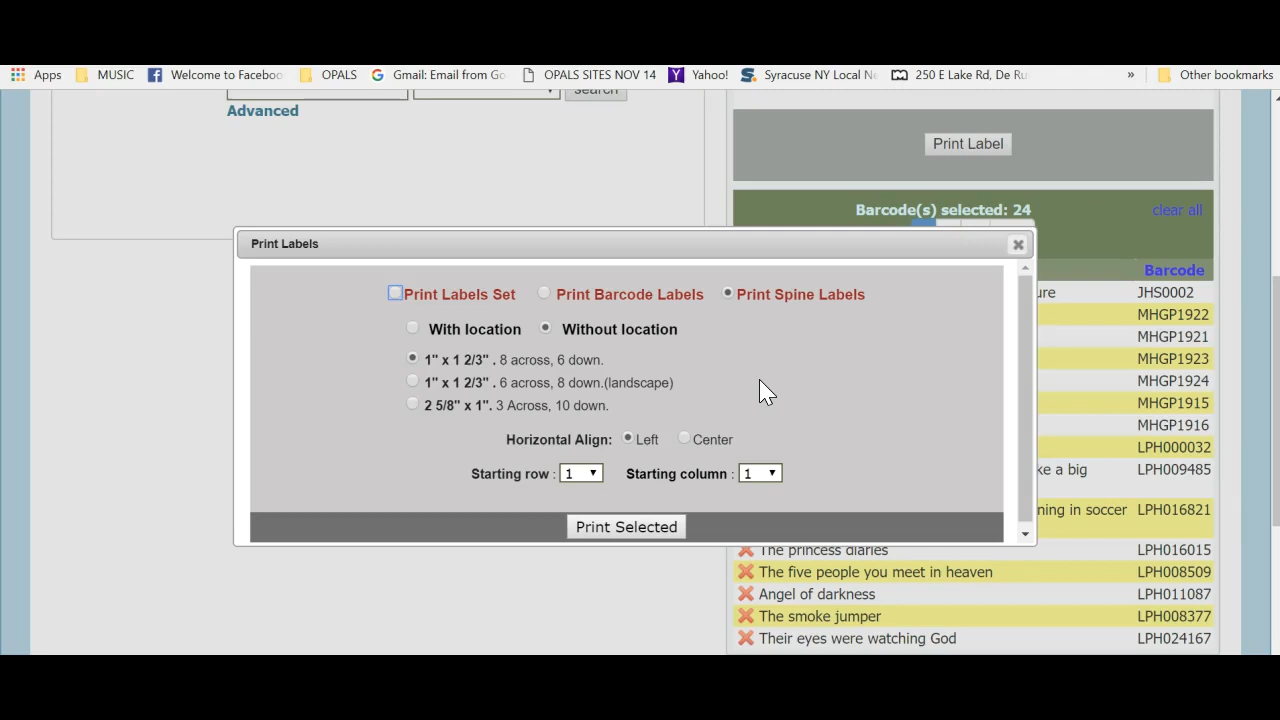 Apps MUSIC Welcome to Faceboo OPALS Gmail: Email from Go OPALS SITES NOV 14 Yahoo! Syracuse NY Local Ne 250 E Lake Rd, De Ru » Other bookmarks
search
Advanced
Print Label
Barcode(s) selected: 24 clear all
Print Labels
Barcode
Print Labels Set Print Barcode Labels Print Spine Labels
ure JHS0002
MHGP1922
With location Without location
MHGP1921
1" x 1 2/3" . 8 across, 6 down.
MHGP1923
1" x 1 2/3" . 6 across, 8 down.(landscape)
MHGP1924
2 5/8" x 1". 3 Across, 10 down.
MHGP1915
MHGP1916
Horizontal Align: Left Center
LPH000032
Starting row : 1 Starting column : 1
ke a big LPH009485
ning in soccer LPH016821
Print Selected
The princess diaries LPH016015
The five people you meet in heaven LPH008509
Angel of darkness LPH011087
The smoke jumper LPH008377
Their eyes were watching God LPH024167